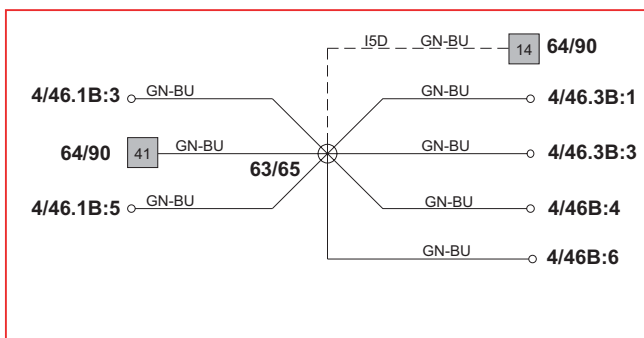 I5D GN-BU 14 64/90
4/46.1B:3 GN-BU GN-BU 4/46.3B:1
64/90 41 GN-BU 63/65 GN-BU 4/46.3B:3
4/46.1B:5 GN-BU GN-BU 4/46B:4
GN-BU 4/46B:6